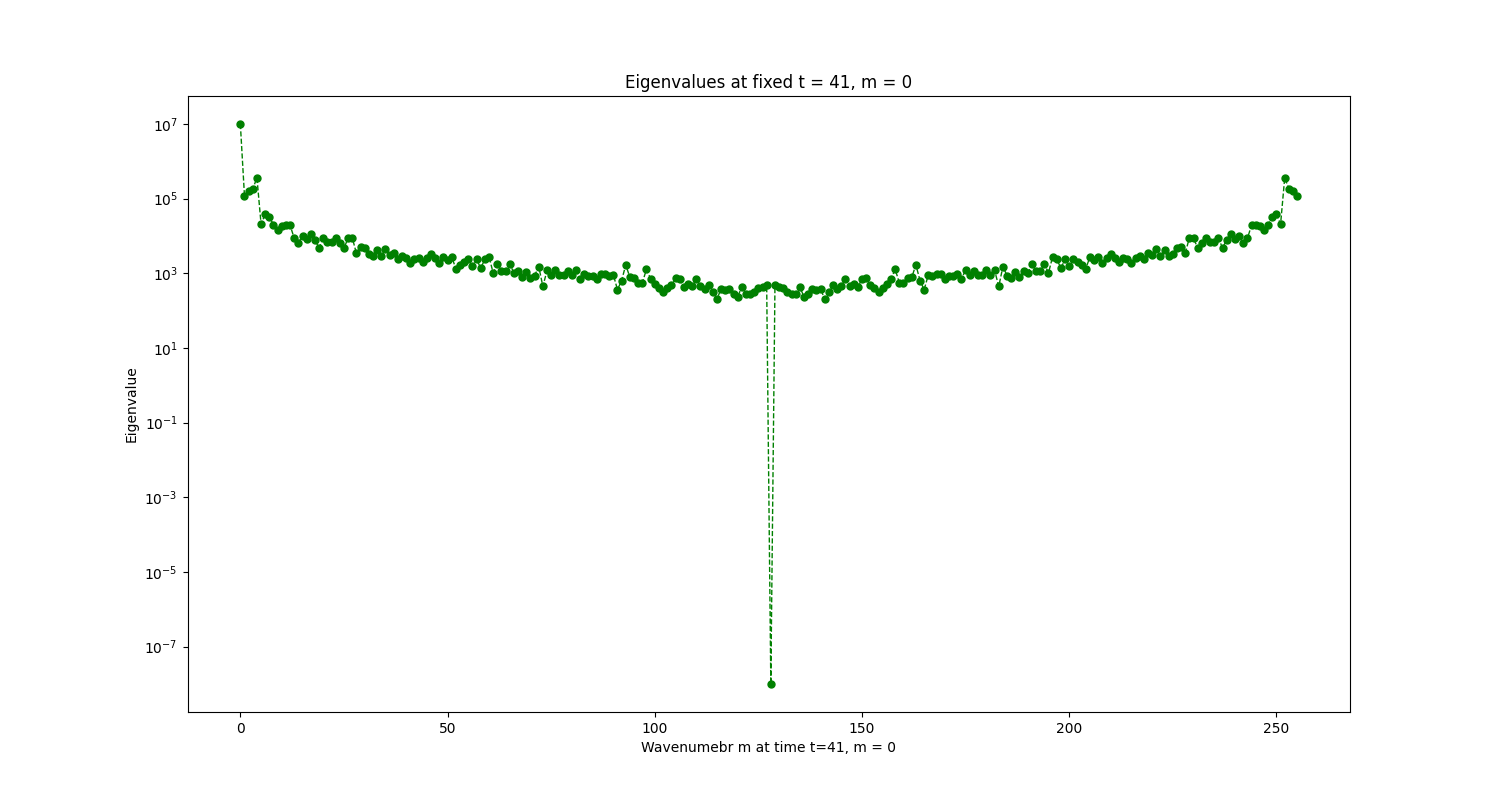 Eigenvalues at fixed t = 41, m = 0
10^7
10^5
10^3
10^1
10^-1
10^-3
10^-5
10^-7
Eigenvalue
0 50 100 150 200 250
Wavenumebr m at time t=41, m = 0